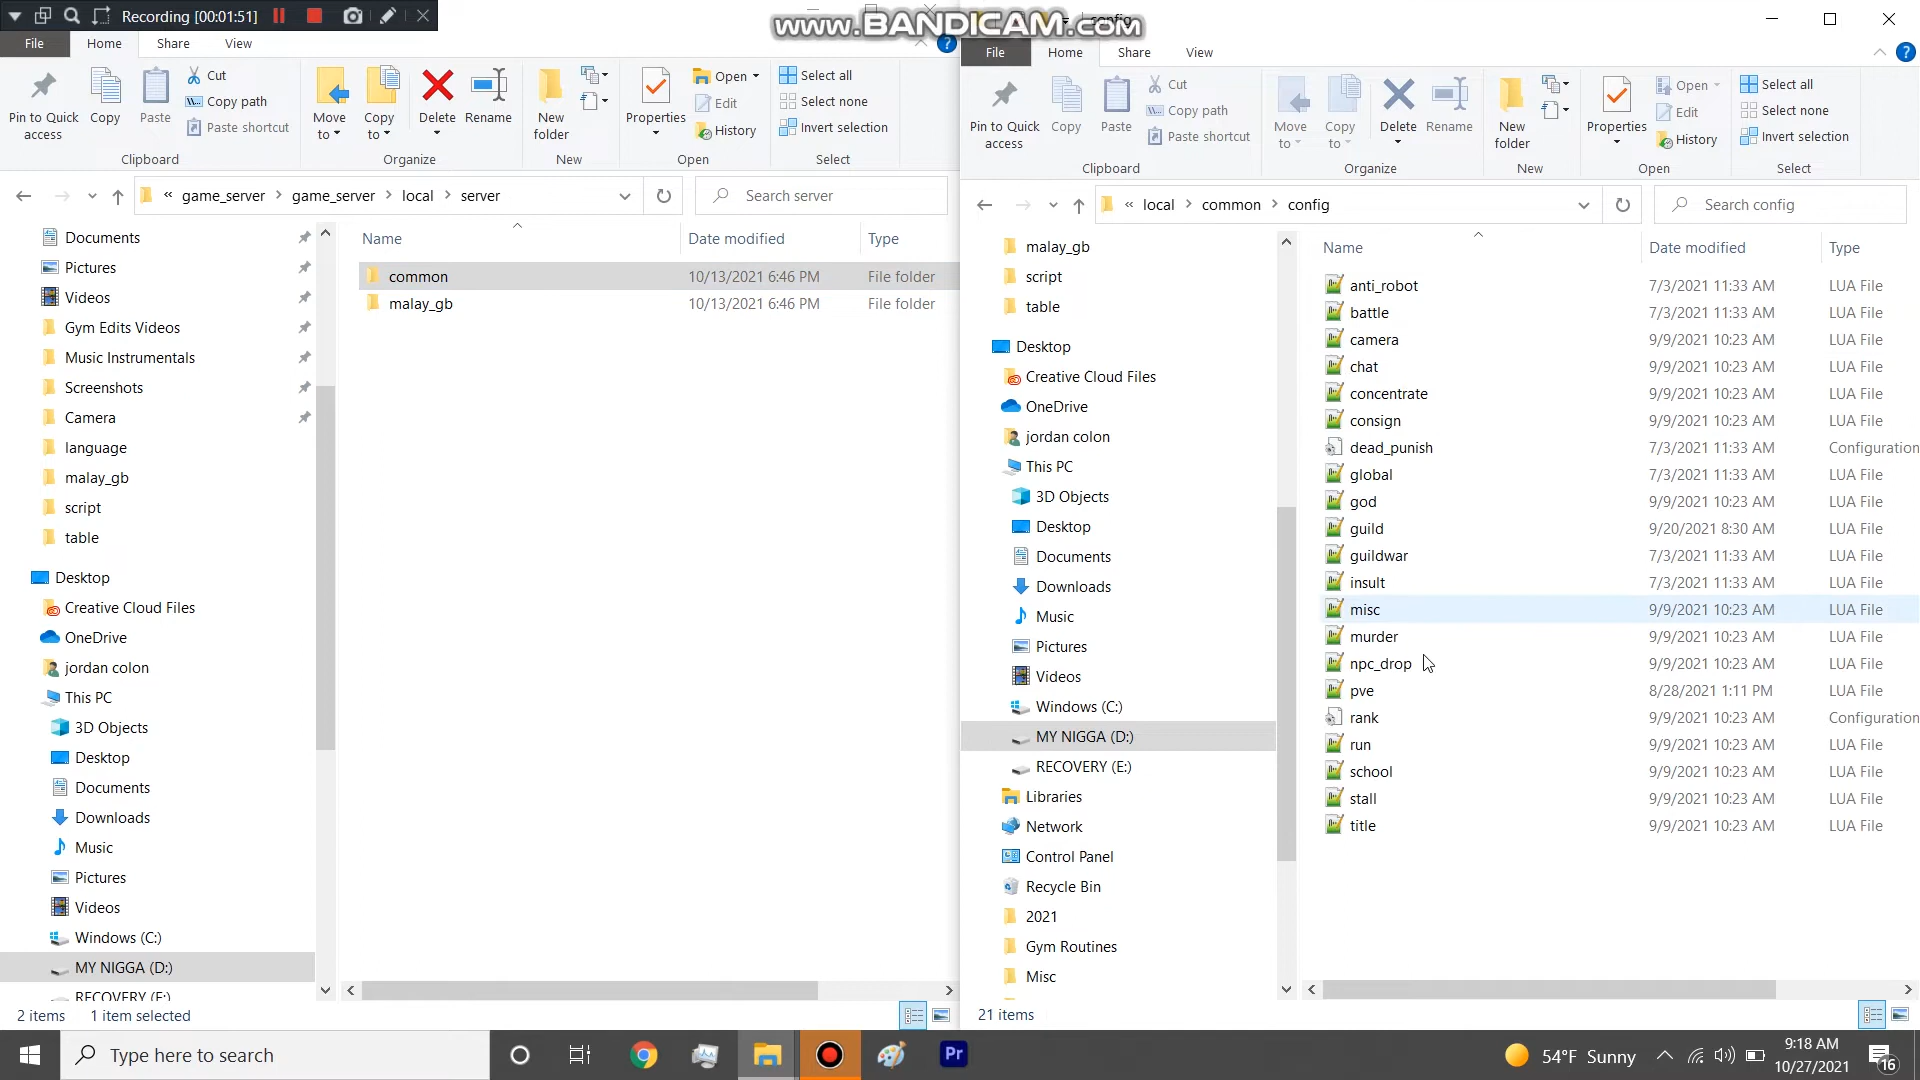 Recording [00:01:51]
www.BANDICAM.com
File Home Share View
Pin to Quick access
Copy
Paste
Cut
Copy path
Paste shortcut
Clipboard
Move to
Copy to
Delete
Rename
Organize
New folder
New
Properties
Open
Edit
History
Open
Select all
Select none
Invert selection
Select
« game_server › game_server › local › server
Search server
Documents
Pictures
Videos
Gym Edits Videos
Music Instrumentals
Screenshots
Camera
language
malay_gb
script
table
Desktop
Creative Cloud Files
OneDrive
jordan colon
This PC
3D Objects
Desktop
Documents
Downloads
Music
Pictures
Videos
Windows (C:)
MY NIGGA (D:)
RECOVERY (E:)
Name Date modified Type
common 10/13/2021 6:46 PM File folder
malay_gb 10/13/2021 6:46 PM File folder
2 items 1 item selected
config
File Home Share View
Pin to Quick access
Copy
Paste
Cut
Copy path
Paste shortcut
Clipboard
Move to
Copy to
Delete
Rename
Organize
New folder
New
Properties
Open
Edit
History
Open
Select all
Select none
Invert selection
Select
« local › common › config
Search config
malay_gb
script
table
Desktop
Creative Cloud Files
OneDrive
jordan colon
This PC
3D Objects
Desktop
Documents
Downloads
Music
Pictures
Videos
Windows (C:)
MY NIGGA (D:)
RECOVERY (E:)
Libraries
Network
Control Panel
Recycle Bin
2021
Gym Routines
Misc
Name Date modified Type
anti_robot 7/3/2021 11:33 AM LUA File
battle 7/3/2021 11:33 AM LUA File
camera 9/9/2021 10:23 AM LUA File
chat 9/9/2021 10:23 AM LUA File
concentrate 9/9/2021 10:23 AM LUA File
consign 9/9/2021 10:23 AM LUA File
dead_punish 7/3/2021 11:33 AM Configuration
global 7/3/2021 11:33 AM LUA File
god 9/9/2021 10:23 AM LUA File
guild 9/20/2021 8:30 AM LUA File
guildwar 7/3/2021 11:33 AM LUA File
insult 7/3/2021 11:33 AM LUA File
misc 9/9/2021 10:23 AM LUA File
murder 9/9/2021 10:23 AM LUA File
npc_drop 9/9/2021 10:23 AM LUA File
pve 8/28/2021 1:11 PM LUA File
rank 9/9/2021 10:23 AM Configuration
run 9/9/2021 10:23 AM LUA File
school 9/9/2021 10:23 AM LUA File
stall 9/9/2021 10:23 AM LUA File
title 9/9/2021 10:23 AM LUA File
21 items
Type here to search
Pr
54°F Sunny
9:18 AM
10/27/2021
16